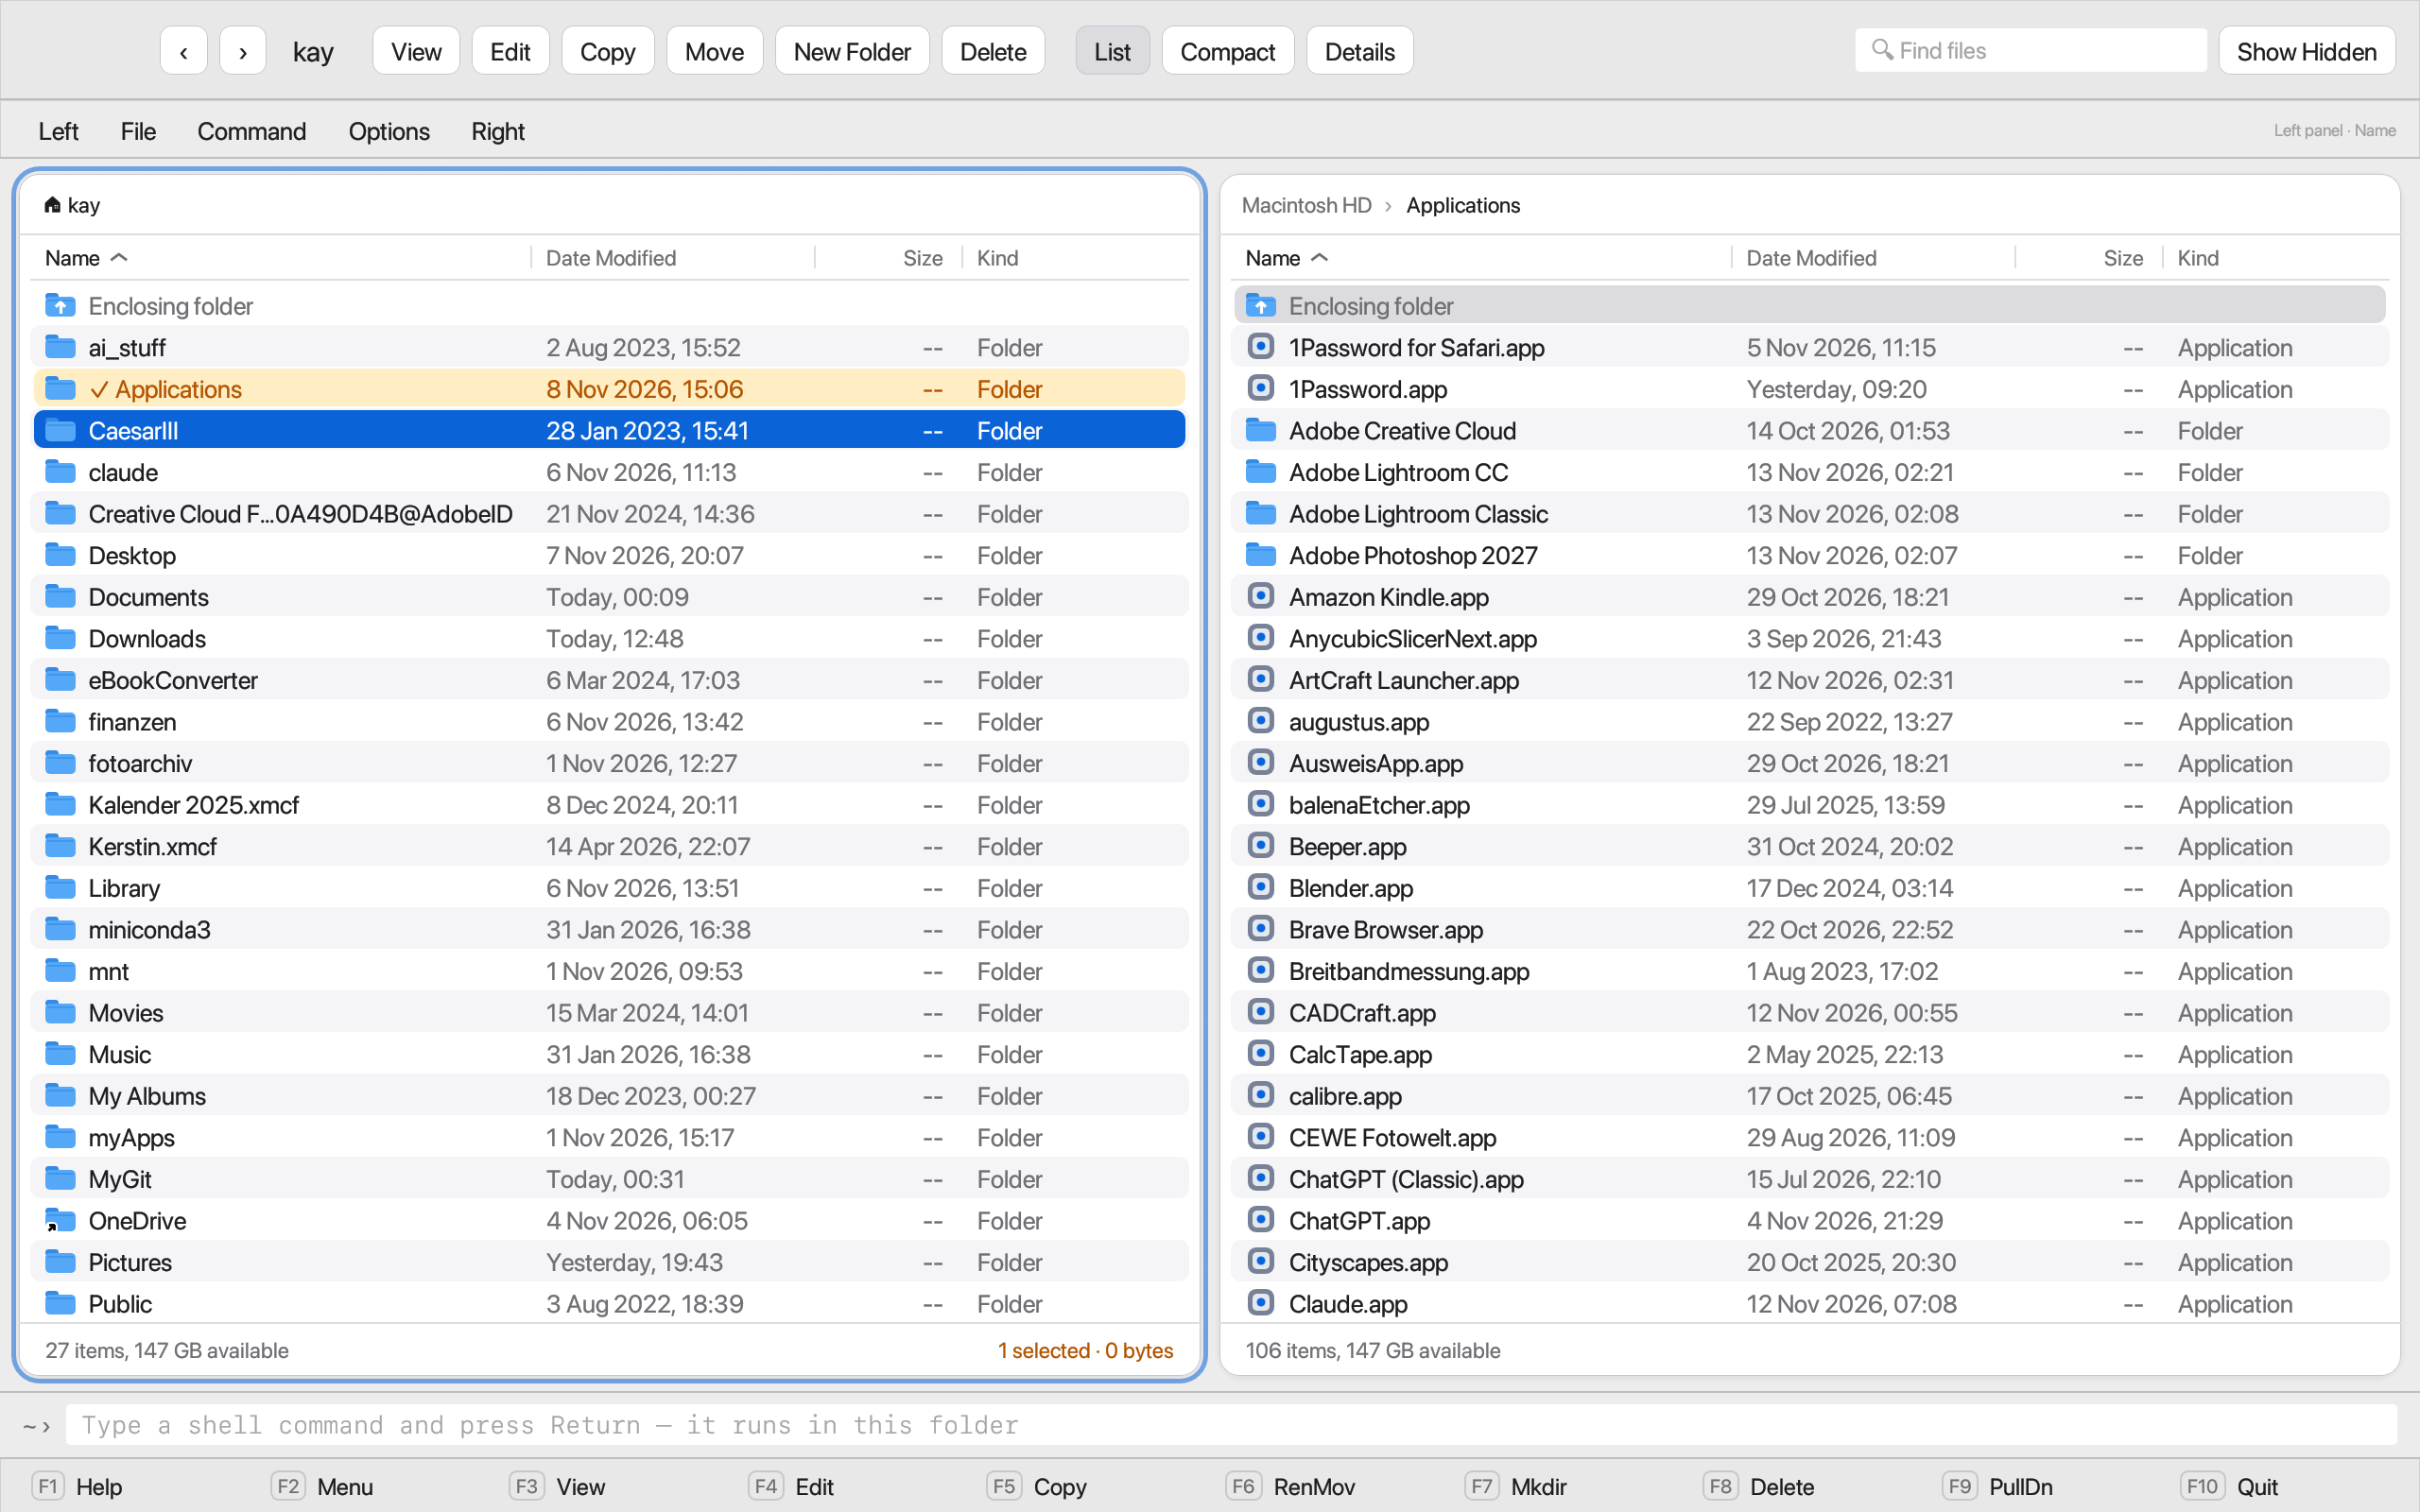 ‹ › kay View Edit Copy Move New Folder Delete List Compact Details Find files Show Hidden
Left File Command Options Right Left panel · Name
kay
Name Date Modified Size Kind
Enclosing folder
ai_stuff 2 Aug 2023, 15:52 -- Folder
✓ Applications 8 Nov 2026, 15:06 -- Folder
CaesarIII 28 Jan 2023, 15:41 -- Folder
claude 6 Nov 2026, 11:13 -- Folder
Creative Cloud F...0A490D4B@AdobeID 21 Nov 2024, 14:36 -- Folder
Desktop 7 Nov 2026, 20:07 -- Folder
Documents Today, 00:09 -- Folder
Downloads Today, 12:48 -- Folder
eBookConverter 6 Mar 2024, 17:03 -- Folder
finanzen 6 Nov 2026, 13:42 -- Folder
fotoarchiv 1 Nov 2026, 12:27 -- Folder
Kalender 2025.xmcf 8 Dec 2024, 20:11 -- Folder
Kerstin.xmcf 14 Apr 2026, 22:07 -- Folder
Library 6 Nov 2026, 13:51 -- Folder
miniconda3 31 Jan 2026, 16:38 -- Folder
mnt 1 Nov 2026, 09:53 -- Folder
Movies 15 Mar 2024, 14:01 -- Folder
Music 31 Jan 2026, 16:38 -- Folder
My Albums 18 Dec 2023, 00:27 -- Folder
myApps 1 Nov 2026, 15:17 -- Folder
MyGit Today, 00:31 -- Folder
OneDrive 4 Nov 2026, 06:05 -- Folder
Pictures Yesterday, 19:43 -- Folder
Public 3 Aug 2022, 18:39 -- Folder
27 items, 147 GB available 1 selected · 0 bytes
Macintosh HD › Applications
Name Date Modified Size Kind
Enclosing folder
1Password for Safari.app 5 Nov 2026, 11:15 -- Application
1Password.app Yesterday, 09:20 -- Application
Adobe Creative Cloud 14 Oct 2026, 01:53 -- Folder
Adobe Lightroom CC 13 Nov 2026, 02:21 -- Folder
Adobe Lightroom Classic 13 Nov 2026, 02:08 -- Folder
Adobe Photoshop 2027 13 Nov 2026, 02:07 -- Folder
Amazon Kindle.app 29 Oct 2026, 18:21 -- Application
AnycubicSlicerNext.app 3 Sep 2026, 21:43 -- Application
ArtCraft Launcher.app 12 Nov 2026, 02:31 -- Application
augustus.app 22 Sep 2022, 13:27 -- Application
AusweisApp.app 29 Oct 2026, 18:21 -- Application
balenaEtcher.app 29 Jul 2025, 13:59 -- Application
Beeper.app 31 Oct 2024, 20:02 -- Application
Blender.app 17 Dec 2024, 03:14 -- Application
Brave Browser.app 22 Oct 2026, 22:52 -- Application
Breitbandmessung.app 1 Aug 2023, 17:02 -- Application
CADCraft.app 12 Nov 2026, 00:55 -- Application
CalcTape.app 2 May 2025, 22:13 -- Application
calibre.app 17 Oct 2025, 06:45 -- Application
CEWE Fotowelt.app 29 Aug 2026, 11:09 -- Application
ChatGPT (Classic).app 15 Jul 2026, 22:10 -- Application
ChatGPT.app 4 Nov 2026, 21:29 -- Application
Cityscapes.app 20 Oct 2025, 20:30 -- Application
Claude.app 12 Nov 2026, 07:08 -- Application
106 items, 147 GB available
~ › Type a shell command and press Return — it runs in this folder
F1 Help F2 Menu F3 View F4 Edit F5 Copy F6 RenMov F7 Mkdir F8 Delete F9 PullDn F10 Quit